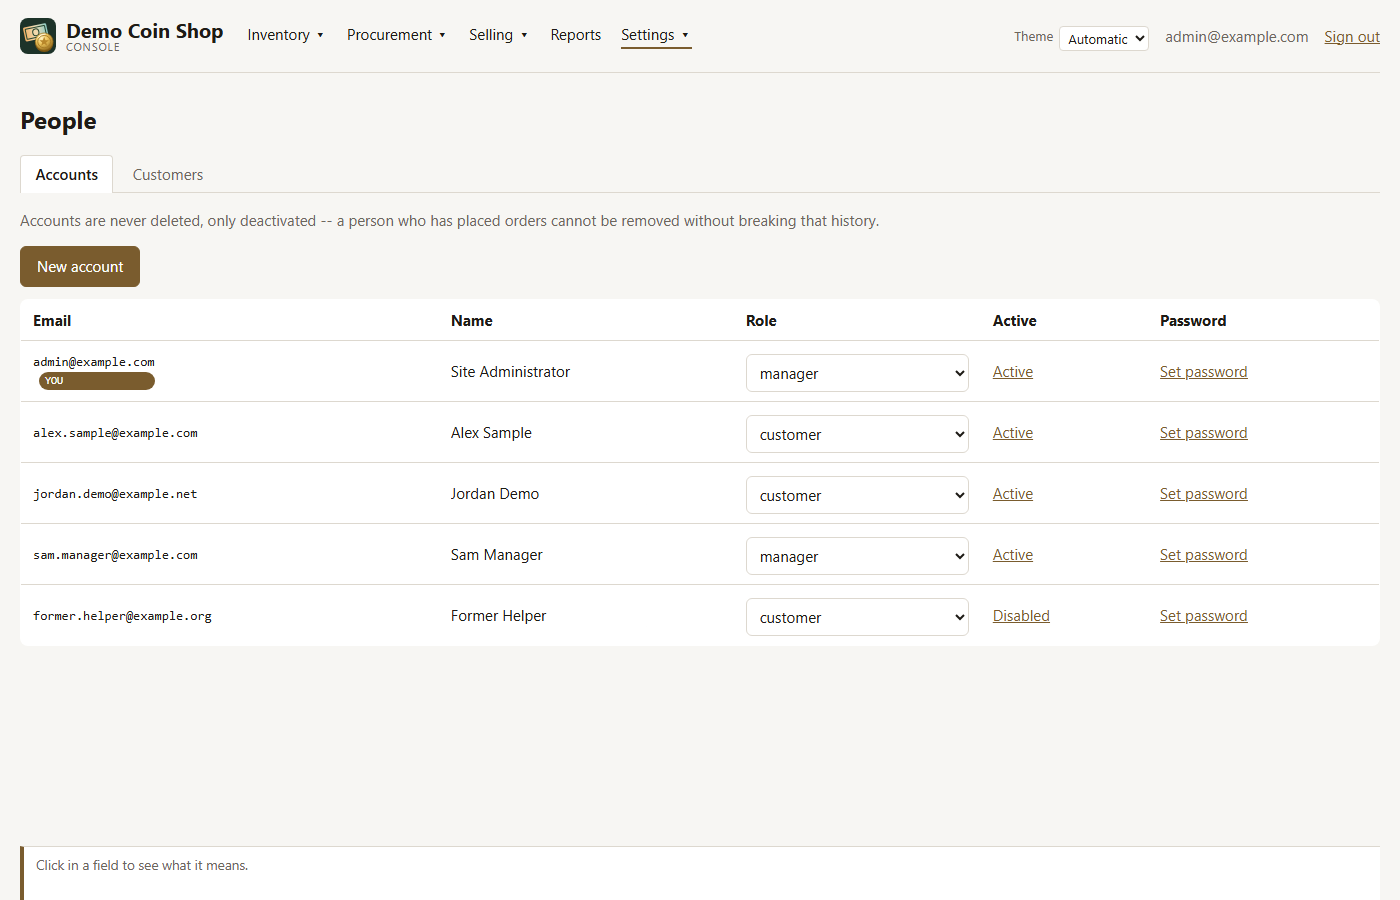 Demo Coin Shop
CONSOLE
Inventory ▾ Procurement ▾ Selling ▾ Reports Settings ▾
Theme Automatic admin@example.com Sign out
People
Accounts Customers
Accounts are never deleted, only deactivated -- a person who has placed orders cannot be removed without breaking that history.
New account
Email Name Role Active Password
admin@example.com YOU Site Administrator manager Active Set password
alex.sample@example.com Alex Sample customer Active Set password
jordan.demo@example.net Jordan Demo customer Active Set password
sam.manager@example.com Sam Manager manager Active Set password
former.helper@example.org Former Helper customer Disabled Set password
Click in a field to see what it means.